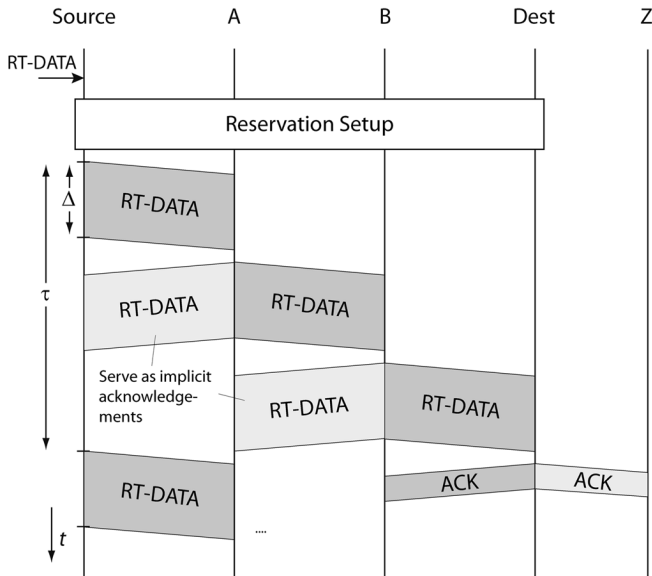 Source A B Dest Z
RT-DATA
Reservation Setup
RT-DATA
Δ
RT-DATA RT-DATA
τ
Serve as implicit
acknowledge-
ments
RT-DATA RT-DATA
RT-DATA ACK ACK
t ....